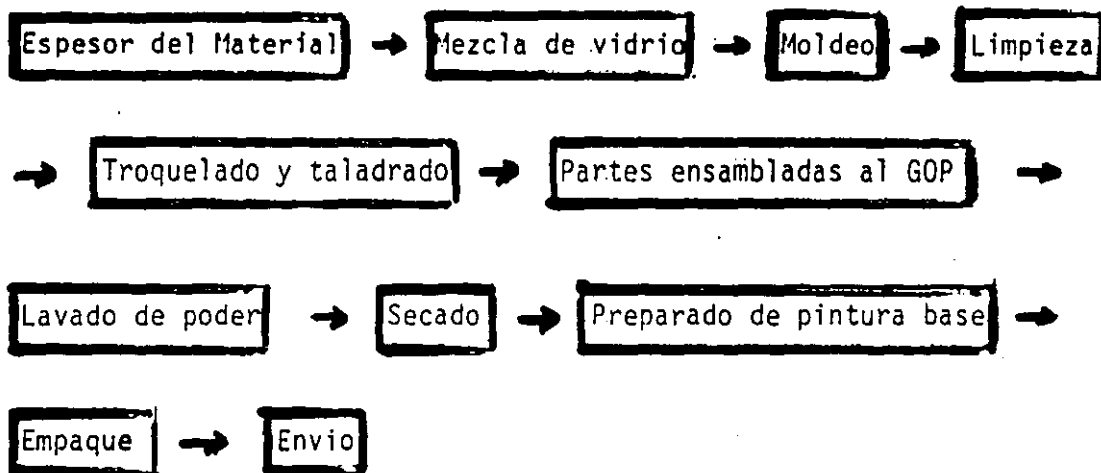 Espesor del Material → Mezcla de vidrio → Moldeo → Limpieza
→ Troquelado y taladrado → Partes ensambladas al GOP →
Lavado de poder → Secado → Preparado de pintura base →
Empaque → Envio